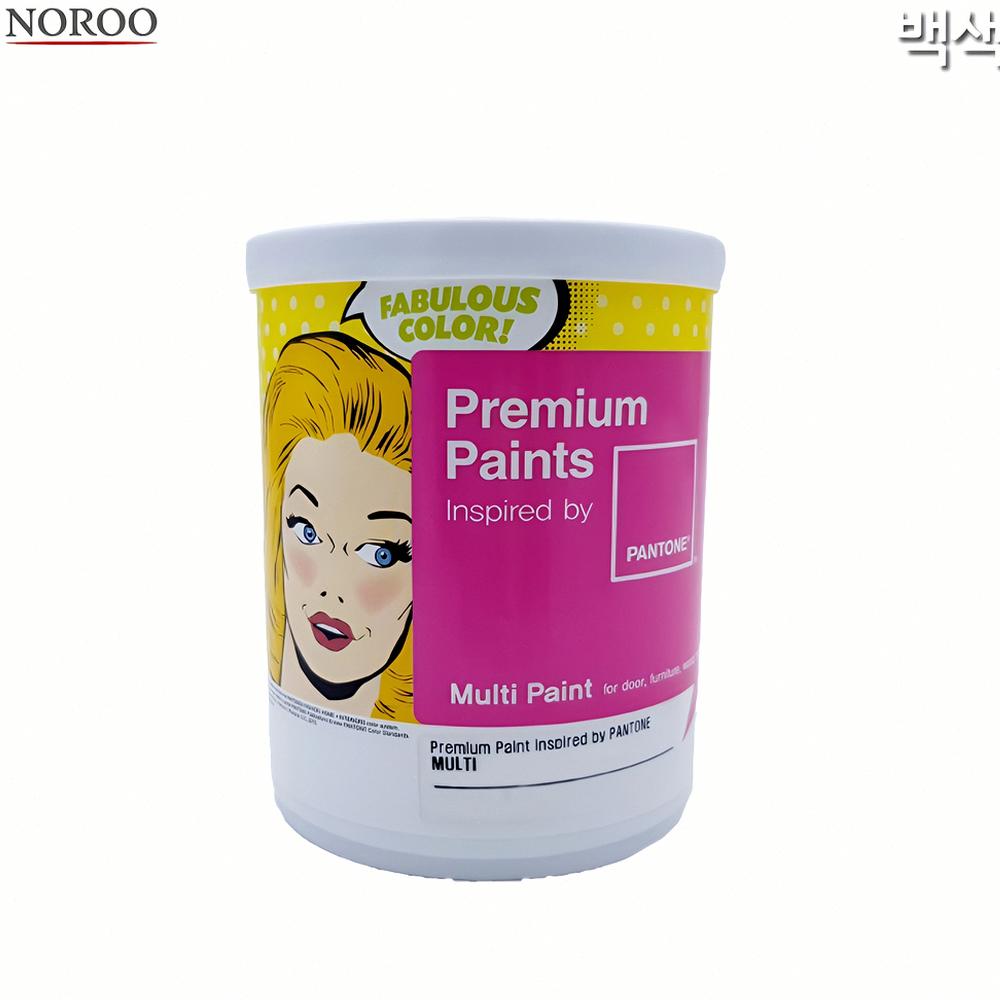 NOROO
백색
FABULOUS
COLOR!
Premium
Paints
Inspired by
PANTONE®
Multi Paint for door, furniture,
Premium Paint Inspired by PANTONE
MULTI